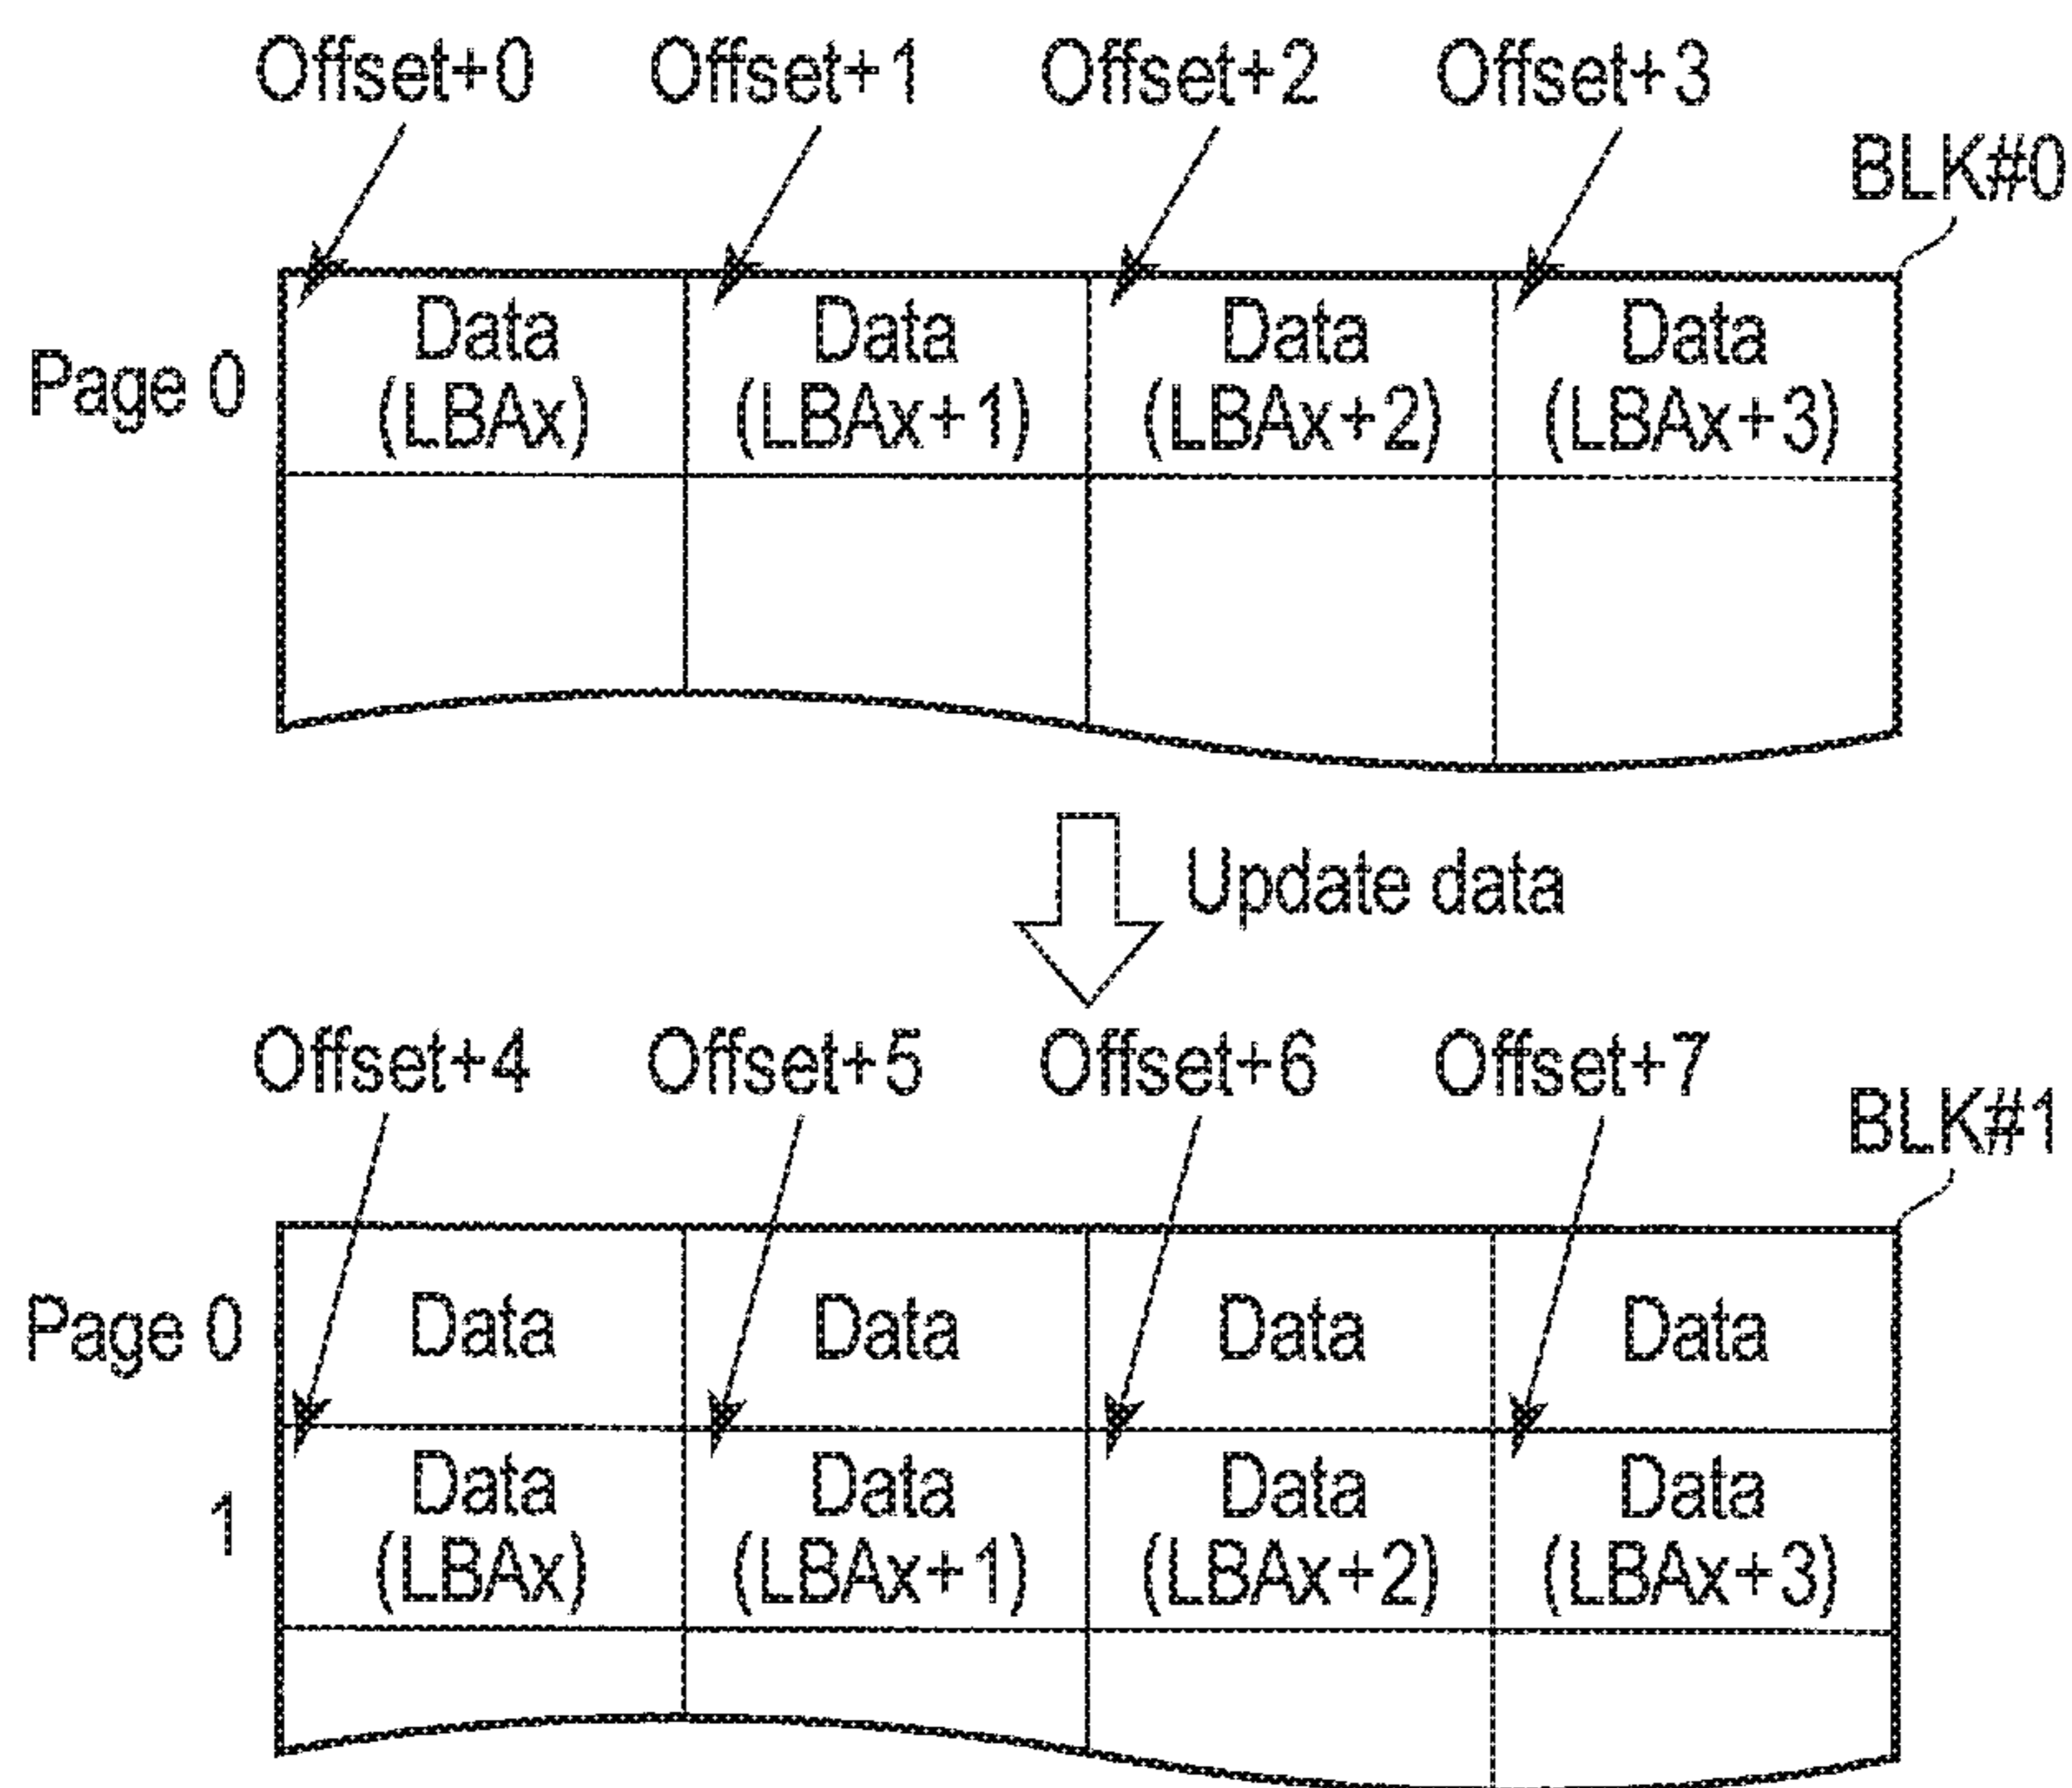 Offset+0 Offset+1 Offset+2 Offset+3
BLK#0
Page 0
Data Data Data Data
(LBAx) (LBAx+1) (LBAx+2) (LBAx+3)
Update data
Offset+4 Offset+5 Offset+6 Offset+7
BLK#1
Page 0 Data Data Data Data
1
Data Data Data Data
(LBAx) (LBAx+1) (LBAx+2) (LBAx+3)